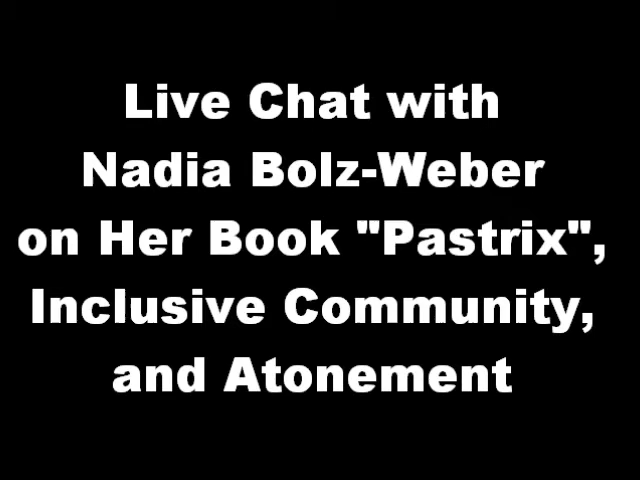 Live Chat with
Nadia Bolz-Weber
on Her Book "Pastrix",
Inclusive Community,
and Atonement